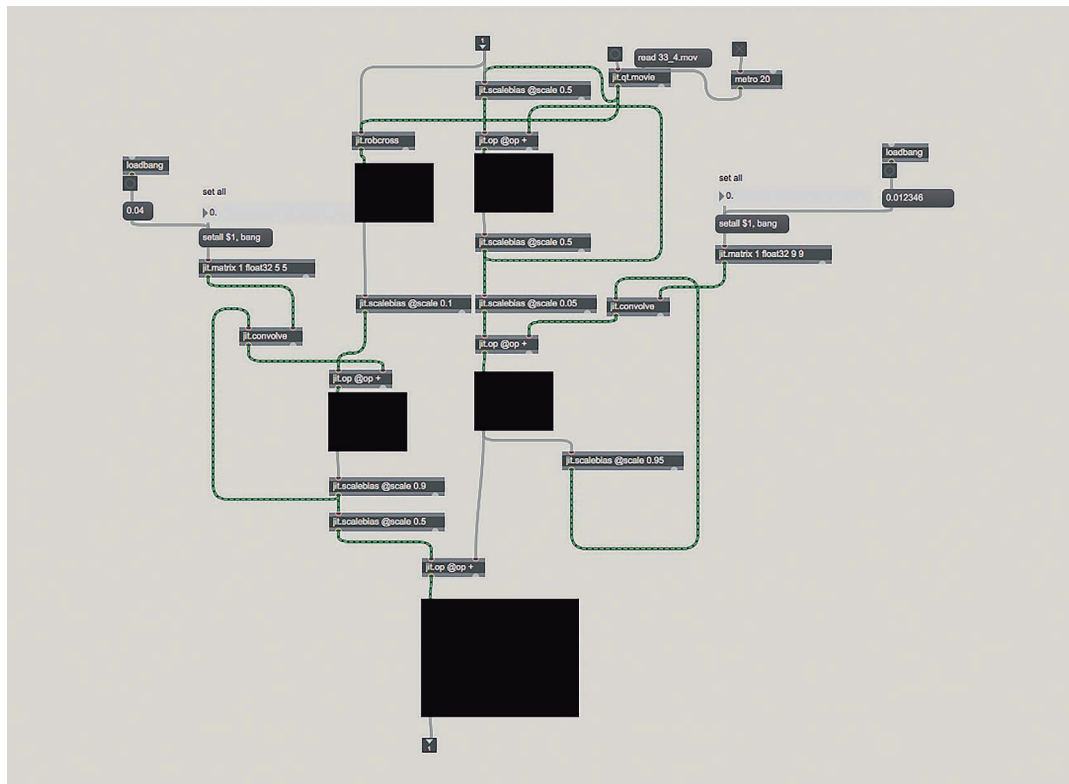 1
read 33_4.mov
jit.qt.movie
metro 20
jit.scalebias @scale 0.5
jit.robcross
jit.op @op +
loadbang
loadbang
set all
set all
0.04
0.
0.
0.012346
setall $1, bang
setall $1, bang
jit.scalebias @scale 0.5
jit.matrix 1 float32 9 9
jit.matrix 1 float32 5 5
jit.scalebias @scale 0.1
jit.scalebias @scale 0.05
jit.convolve
jit.convolve
jit.op @op +
jit.op @op +
jit.scalebias @scale 0.95
jit.scalebias @scale 0.9
jit.scalebias @scale 0.5
jit.op @op +
1